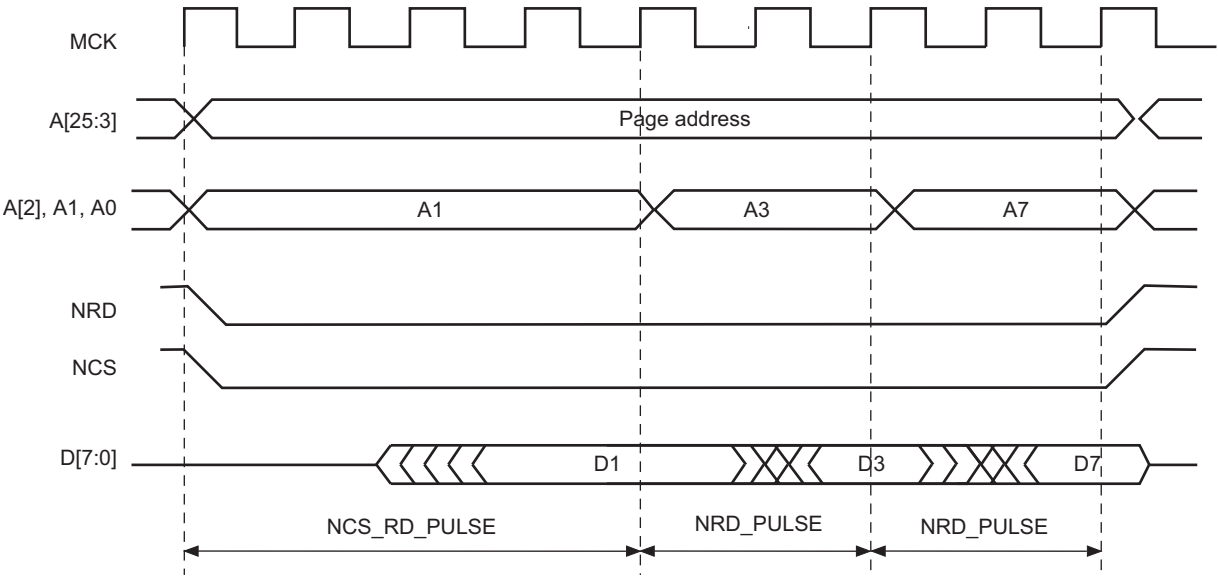 MCK
A[25:3]
Page address
A[2], A1, A0
A1
A3
A7
NRD
NCS
D[7:0]
D1
D3
D7
NCS_RD_PULSE
NRD_PULSE
NRD_PULSE